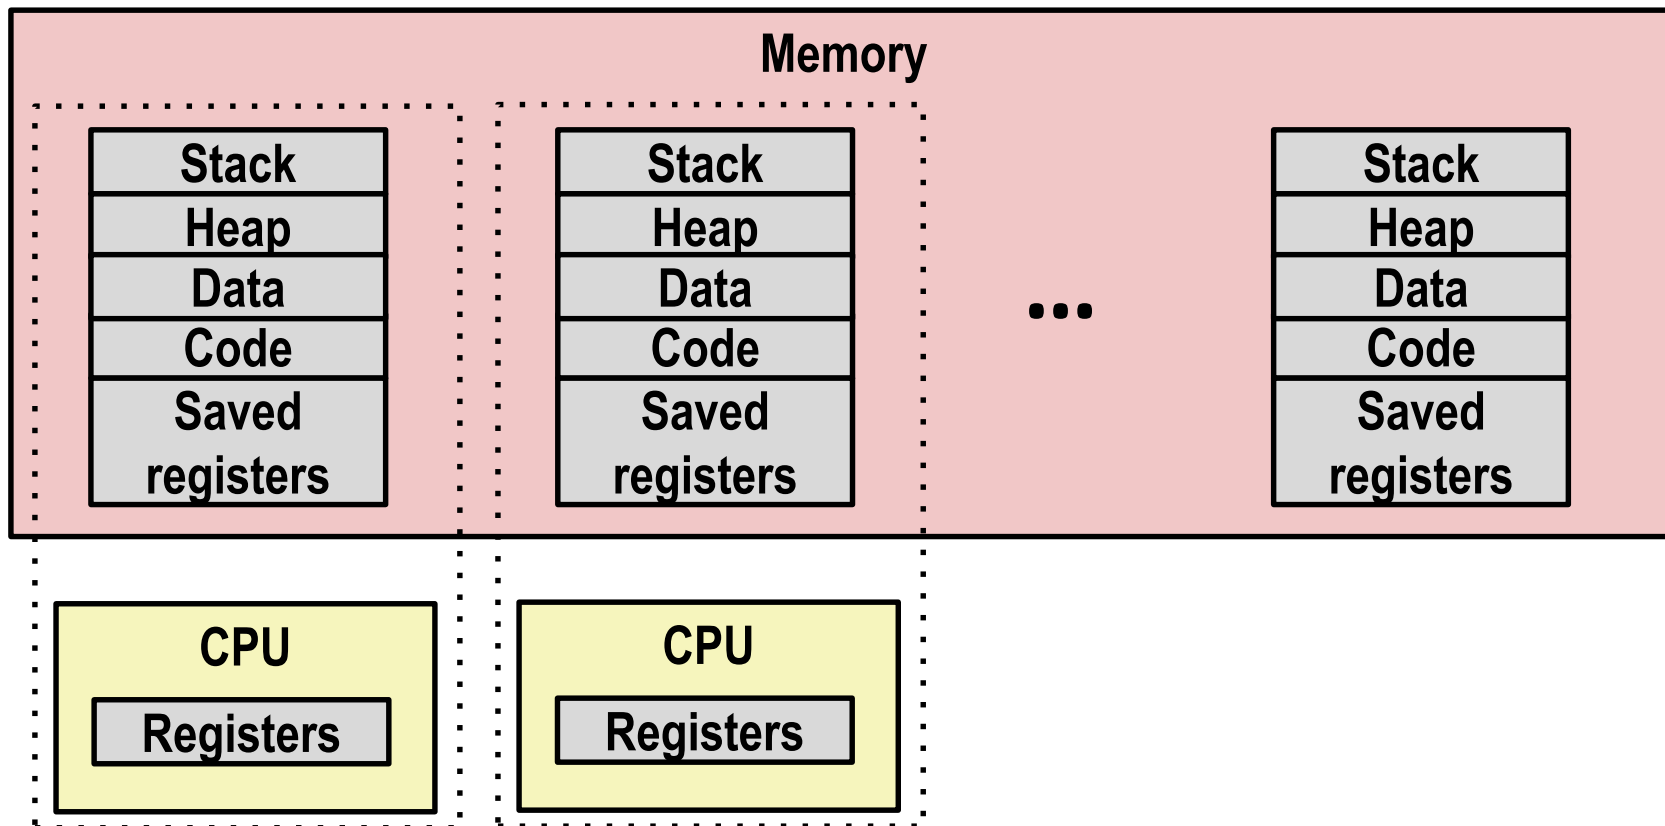 Memory
Stack
Heap
Data
Code
Saved
registers
Stack
Heap
Data
Code
Saved
registers
...
Stack
Heap
Data
Code
Saved
registers
CPU
Registers
CPU
Registers